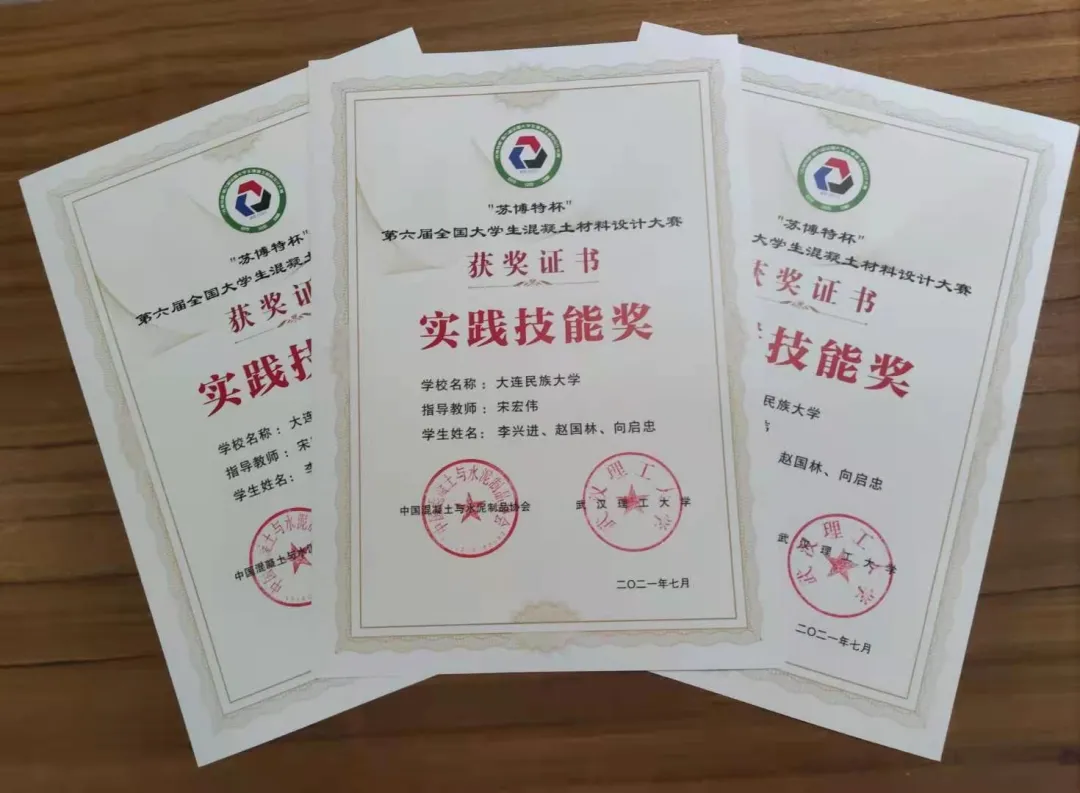 "苏博特杯"
第六届全国大学生混凝土
获奖证
实践技
学校名称：大连
指导教师：宋
学生姓名：
中国混凝土与水泥
"苏博特杯"
第六届全国大学生混凝土材料设计大赛
获奖证书
实践技能奖
学校名称：大连民族大学
指导教师：宋宏伟
学生姓名：李兴进、赵国林、向启忠
中国混凝土与水泥制品协会
武汉理工大学
二〇二一年七月
"苏博特杯"
大学生混凝土材料设计大赛
获奖证书
技能奖
民族大学
赵国林、向启忠
武汉理工大学
二〇二一年七月